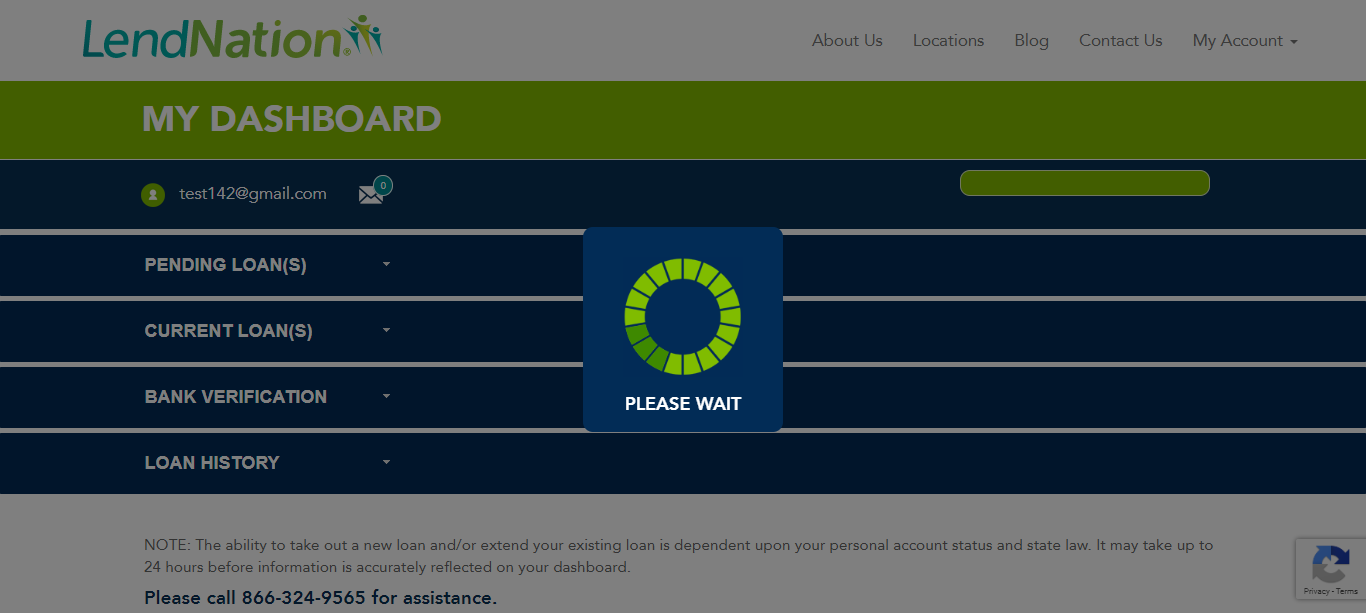 LendNation®
About Us Locations Blog Contact Us My Account
MY DASHBOARD
test142@gmail.com 0
PENDING LOAN(S)
CURRENT LOAN(S)
BANK VERIFICATION
LOAN HISTORY
PLEASE WAIT
NOTE: The ability to take out a new loan and/or extend your existing loan is dependent upon your personal account status and state law. It may take up to
24 hours before information is accurately reflected on your dashboard.
Please call 866-324-9565 for assistance.
Privacy - Terms